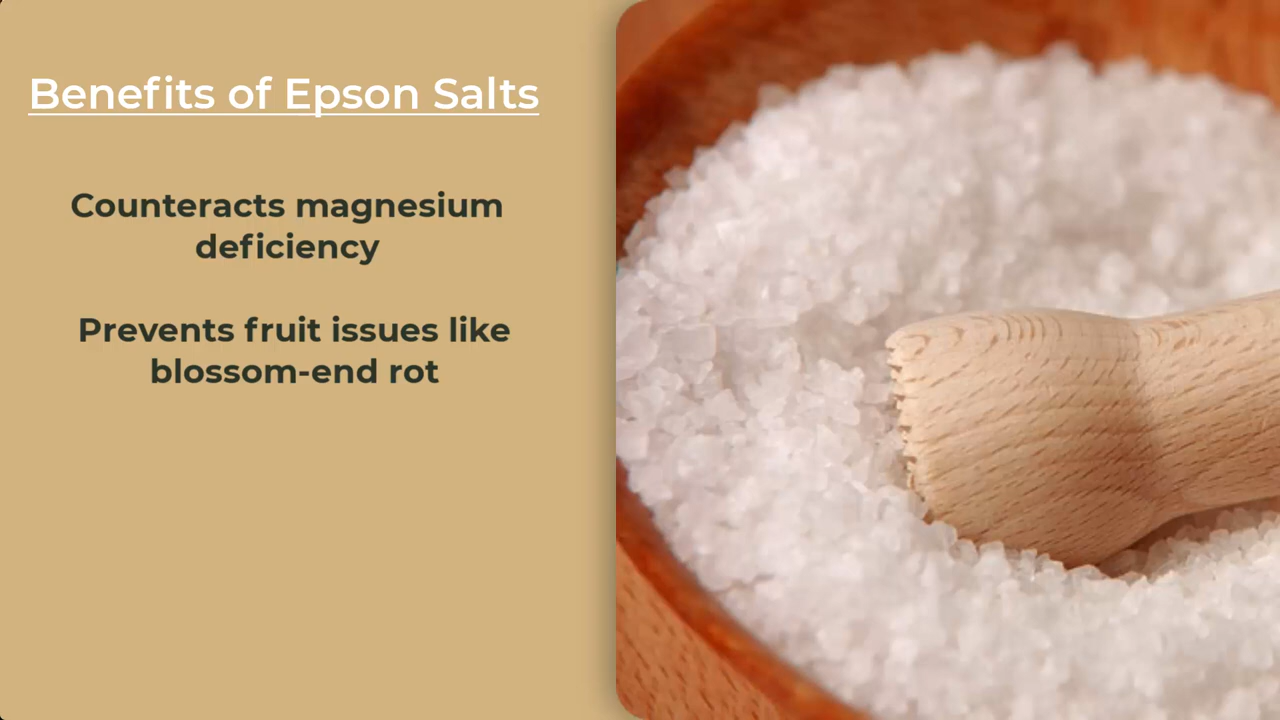 Benefits of Epson Salts
Counteracts magnesium
deficiency
Prevents fruit issues like
blossom-end rot